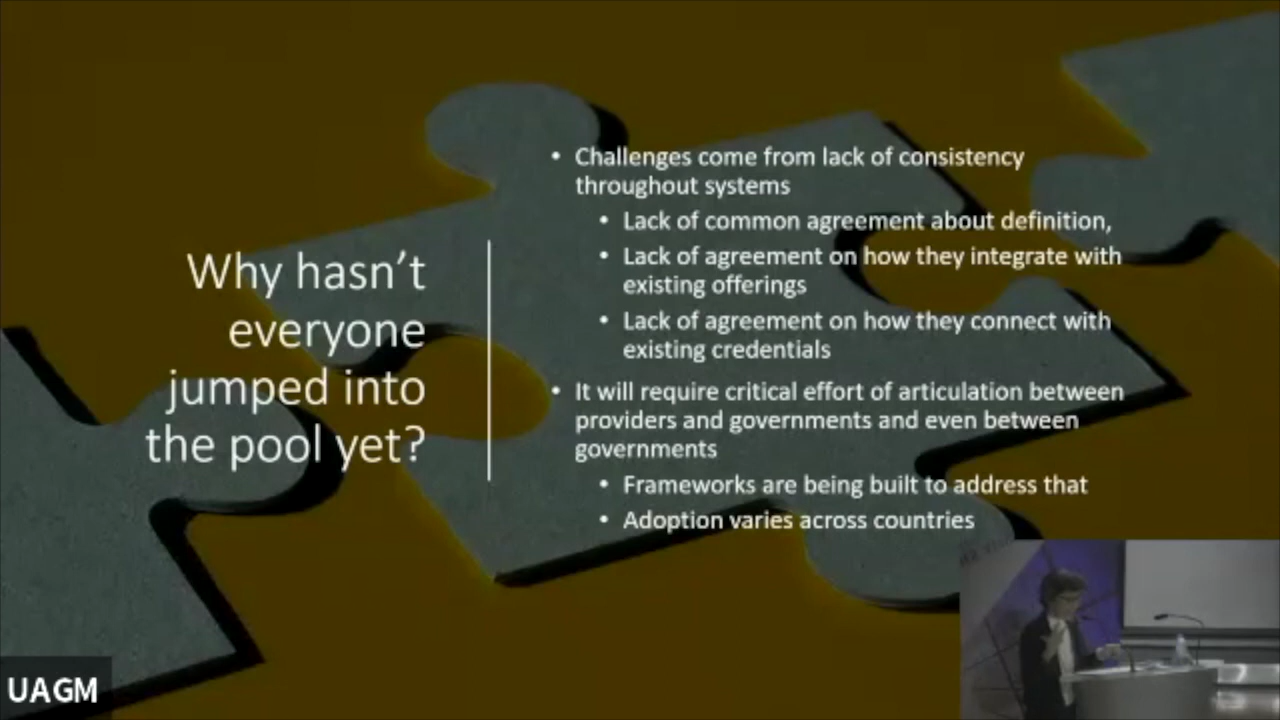 Why hasn't
everyone
jumped into
the pool yet?
• Challenges come from lack of consistency
throughout systems
• Lack of common agreement about definition,
• Lack of agreement on how they integrate with
existing offerings
• Lack of agreement on how they connect with
existing credentials
• It will require critical effort of articulation between
providers and governments and even between
governments
• Frameworks are being built to address that
• Adoption varies across countries
UAGM